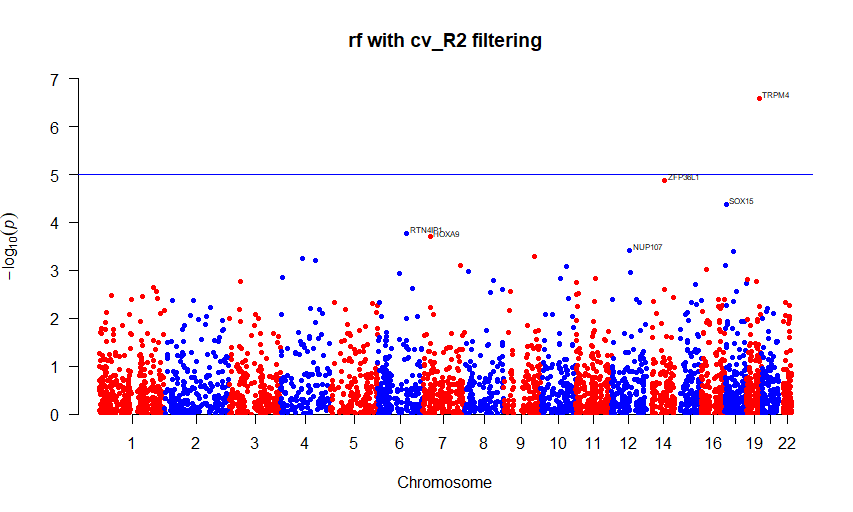 rf with cv_R2 filtering
7
TRPM4
6
5
ZFP36L1
SOX15
4
RTN4IP1
HOXA9
NUP107
3
2
1
0
−log10(p)
1 2 3 4 5 6 7 8 9 10 11 12 14 16 19 22
Chromosome